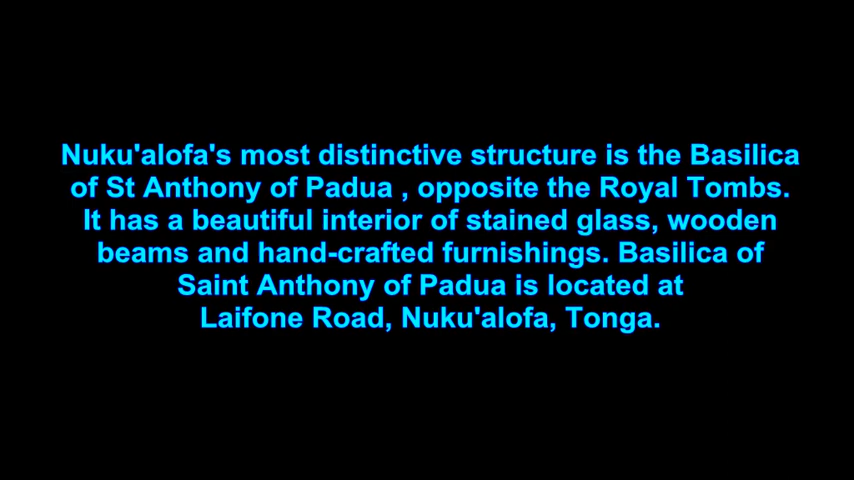 Nuku'alofa's most distinctive structure is the Basilica
of St Anthony of Padua , opposite the Royal Tombs.
It has a beautiful interior of stained glass, wooden
beams and hand-crafted furnishings. Basilica of
Saint Anthony of Padua is located at
Laifone Road, Nuku'alofa, Tonga.